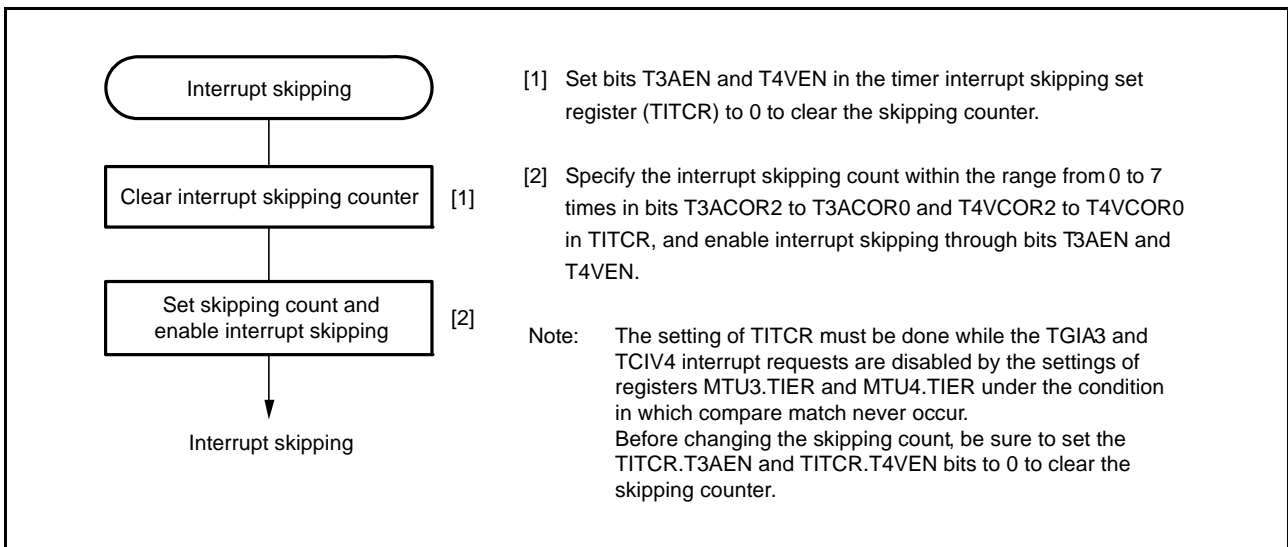 Interrupt skipping
Clear interrupt skipping counter [1]
Set skipping count and
enable interrupt skipping [2]
Interrupt skipping
[1] Set bits T3AEN and T4VEN in the timer interrupt skipping set
register (TITCR) to 0 to clear the skipping counter.
[2] Specify the interrupt skipping count within the range from 0 to 7
times in bits T3ACOR2 to T3ACOR0 and T4VCOR2 to T4VCOR0
in TITCR, and enable interrupt skipping through bits T3AEN and
T4VEN.
Note: The setting of TITCR must be done while the TGIA3 and
TCIV4 interrupt requests are disabled by the settings of
registers MTU3.TIER and MTU4.TIER under the condition
in which compare match never occur.
Before changing the skipping count, be sure to set the
TITCR.T3AEN and TITCR.T4VEN bits to 0 to clear the
skipping counter.